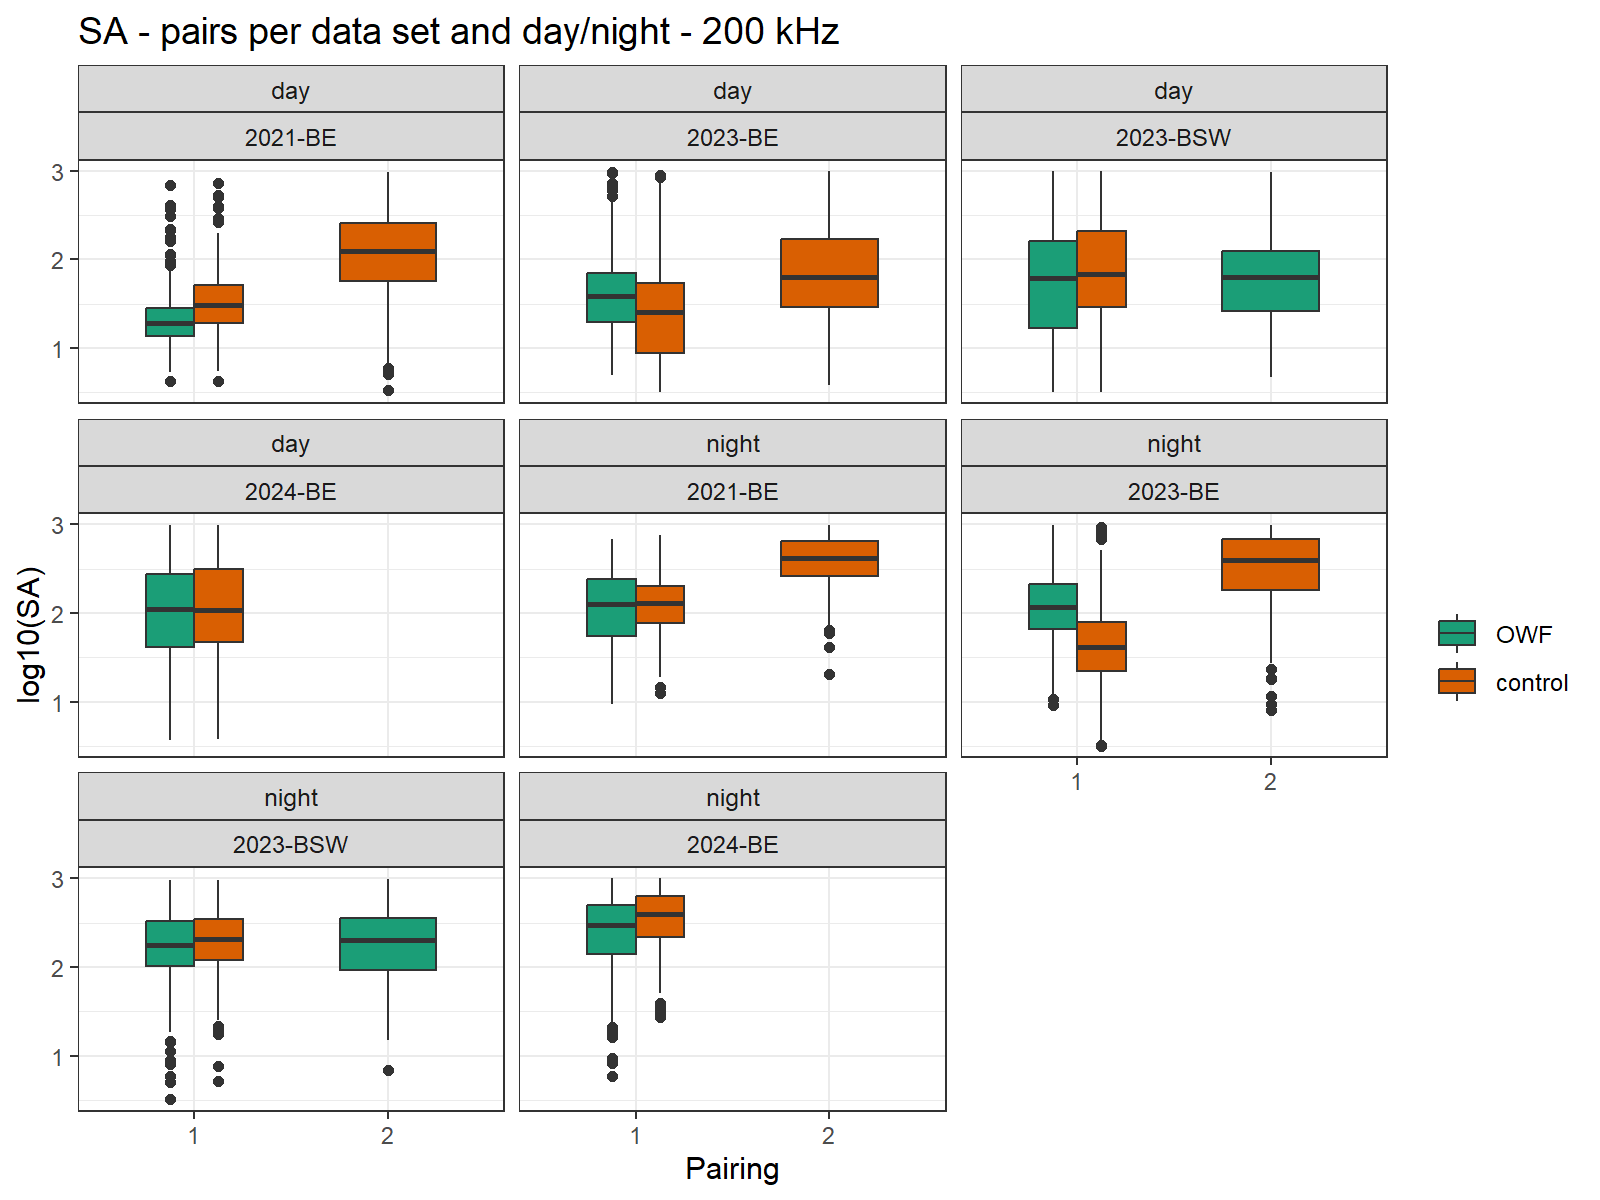 SA - pairs per data set and day/night - 200 kHz
day
day
day
2021-BE
2023-BE
2023-BSW
3
2
1
day
night
night
2024-BE
2021-BE
2023-BE
3
2
1
1
2
log10(SA)
OWF
control
night
night
2023-BSW
2024-BE
3
2
1
1
2
1
2
Pairing